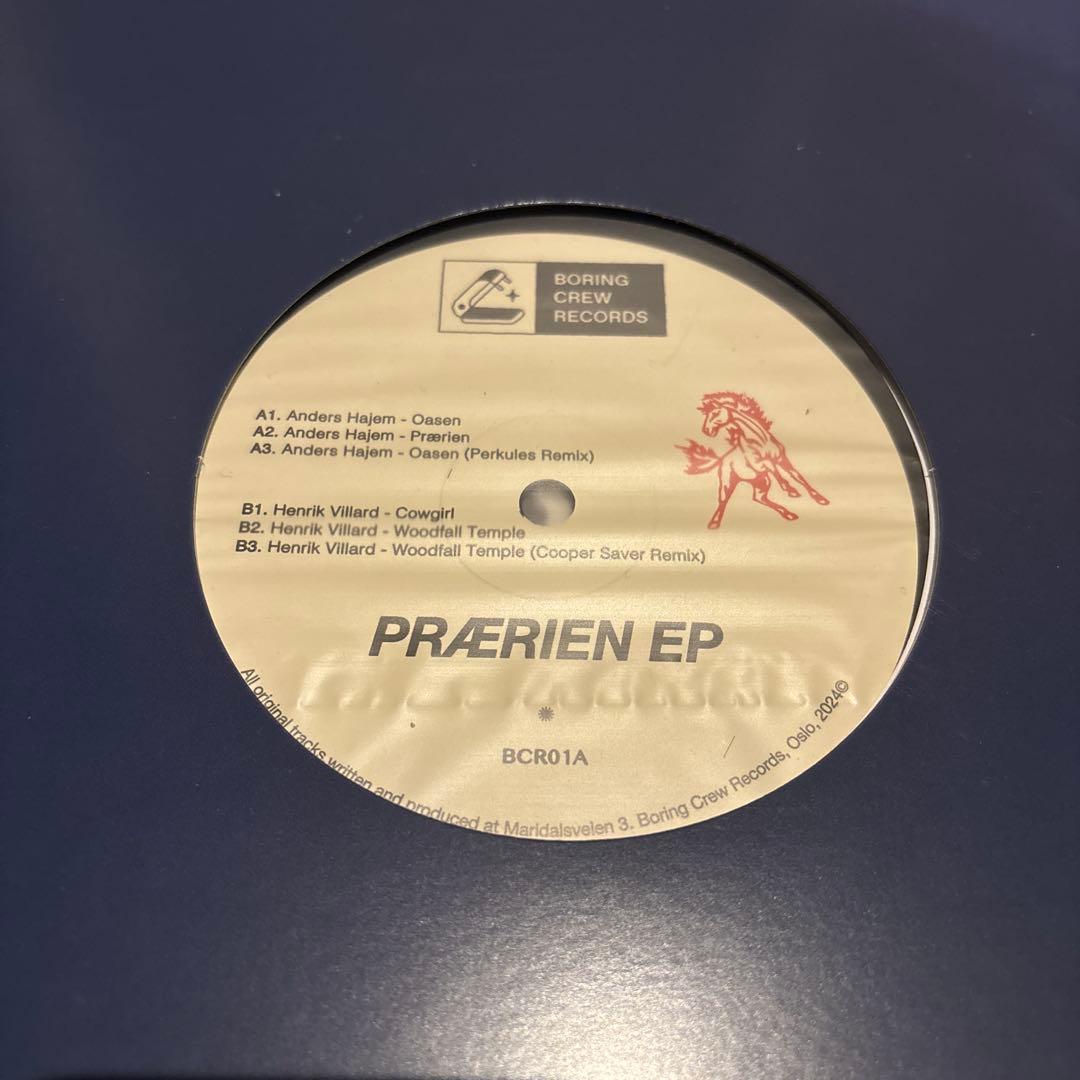 BORING
CREW
RECORDS
A1. Anders Hajem - Oasen
A2. Anders Hajem - Prærien
A3. Anders Hajem - Oasen (Perkules Remix)
B1. Henrik Villard - Cowgirl
B2. Henrik Villard - Woodfall Temple
B3. Henrik Villard - Woodfall Temple (Cooper Saver Remix)
PRÆRIEN EP
BCR01A
All original tracks written and produced at Maridalsveien 3. Boring Crew Records, Oslo, 2024©